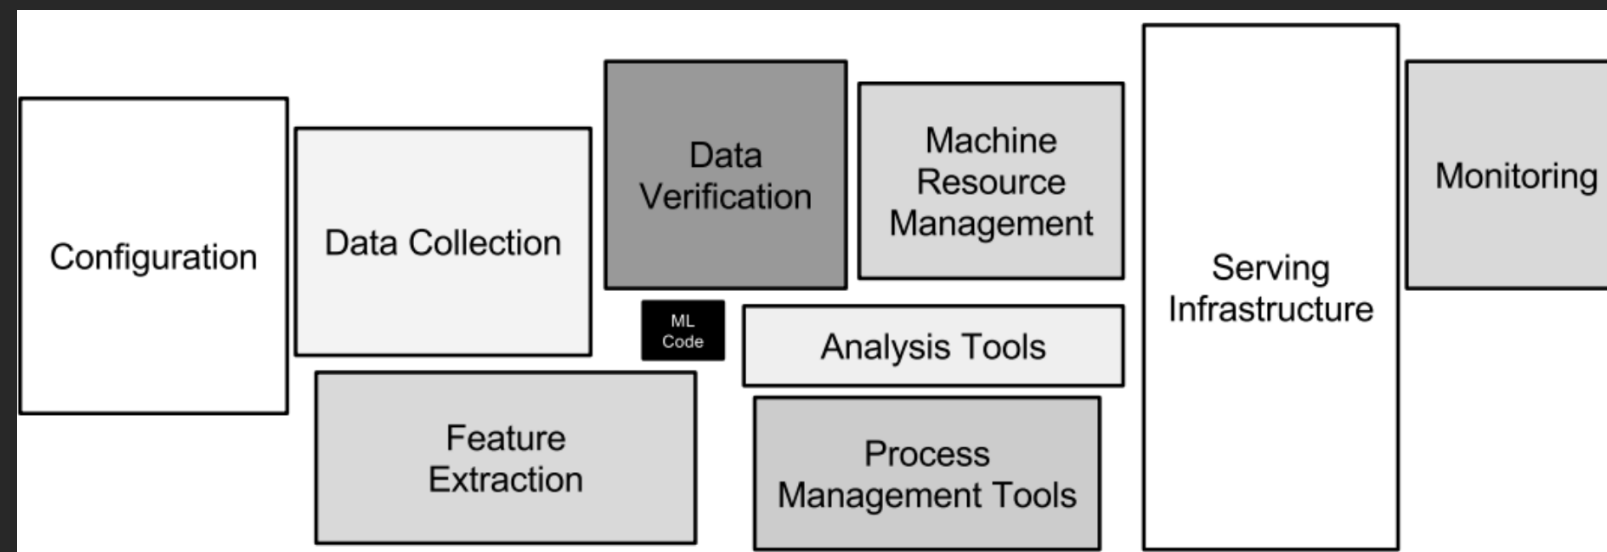 Configuration
Data Collection
Feature
Extraction
Data
Verification
ML
Code
Machine
Resource
Management
Analysis Tools
Process
Management Tools
Serving
Infrastructure
Monitoring